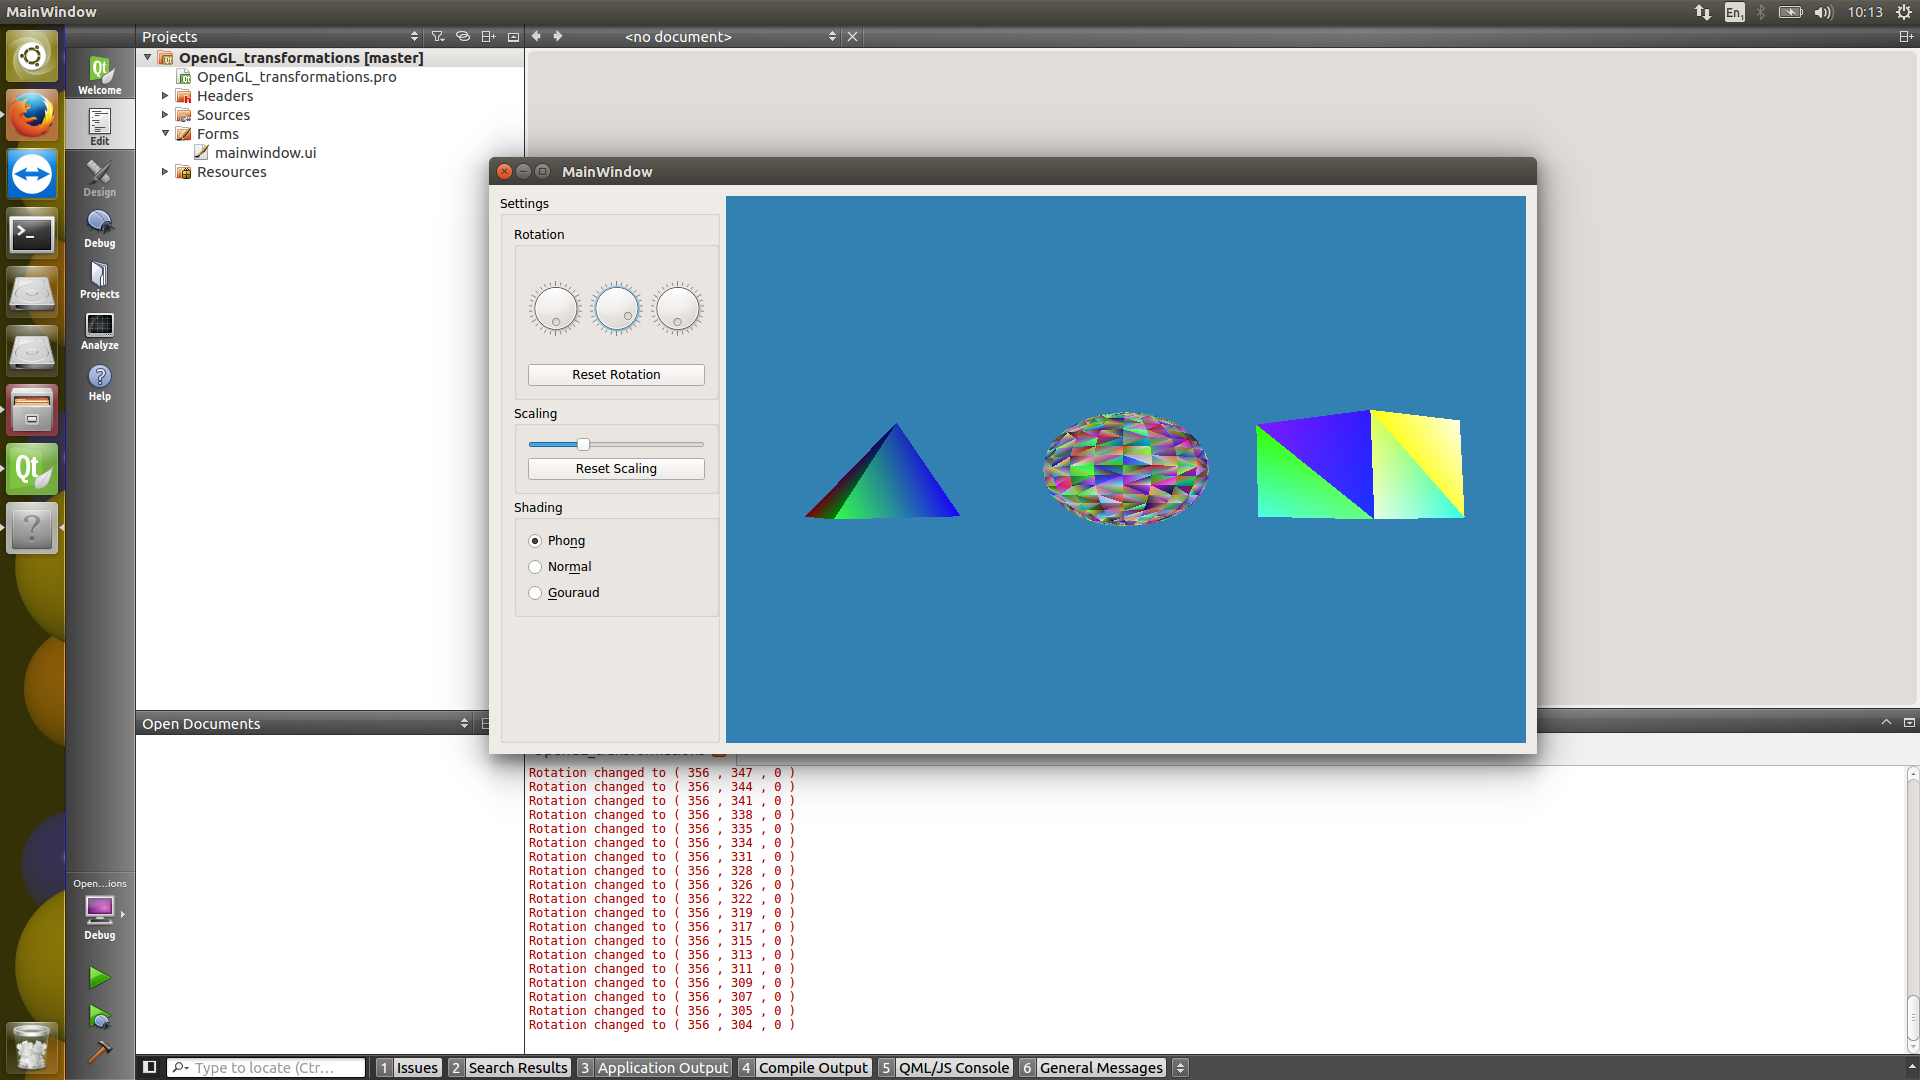 MainWindow
En1
10:13
Projects
<no document>
OpenGL_transformations [master]
OpenGL_transformations.pro
Headers
Sources
Forms
mainwindow.ui
Resources
Welcome
Edit
Design
Debug
Projects
Analyze
Help
Open...ions
Debug
MainWindow
Settings
Rotation
Reset Rotation
Scaling
Reset Scaling
Shading
Phong
Normal
Gouraud
Open Documents
Rotation changed to ( 356 , 347 , 0 )
Rotation changed to ( 356 , 344 , 0 )
Rotation changed to ( 356 , 341 , 0 )
Rotation changed to ( 356 , 338 , 0 )
Rotation changed to ( 356 , 335 , 0 )
Rotation changed to ( 356 , 334 , 0 )
Rotation changed to ( 356 , 331 , 0 )
Rotation changed to ( 356 , 328 , 0 )
Rotation changed to ( 356 , 326 , 0 )
Rotation changed to ( 356 , 322 , 0 )
Rotation changed to ( 356 , 319 , 0 )
Rotation changed to ( 356 , 317 , 0 )
Rotation changed to ( 356 , 315 , 0 )
Rotation changed to ( 356 , 313 , 0 )
Rotation changed to ( 356 , 311 , 0 )
Rotation changed to ( 356 , 309 , 0 )
Rotation changed to ( 356 , 307 , 0 )
Rotation changed to ( 356 , 305 , 0 )
Rotation changed to ( 356 , 304 , 0 )
Type to locate (Ctr...
1 Issues
2 Search Results
3 Application Output
4 Compile Output
5 QML/JS Console
6 General Messages